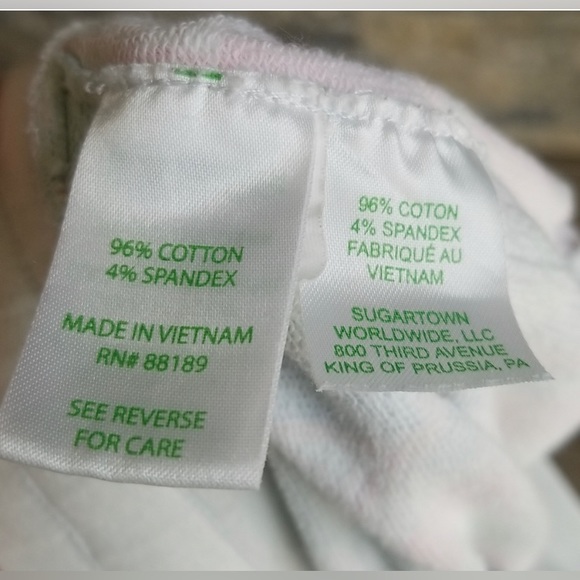 96% COTTON
4% SPANDEX
MADE IN VIETNAM
RN# 88189
SEE REVERSE
FOR CARE
96% COTON
4% SPANDEX
FABRIQUÉ AU
VIETNAM
SUGARTOWN
WORLDWIDE, LLC
800 THIRD AVENUE
KING OF PRUSSIA, PA